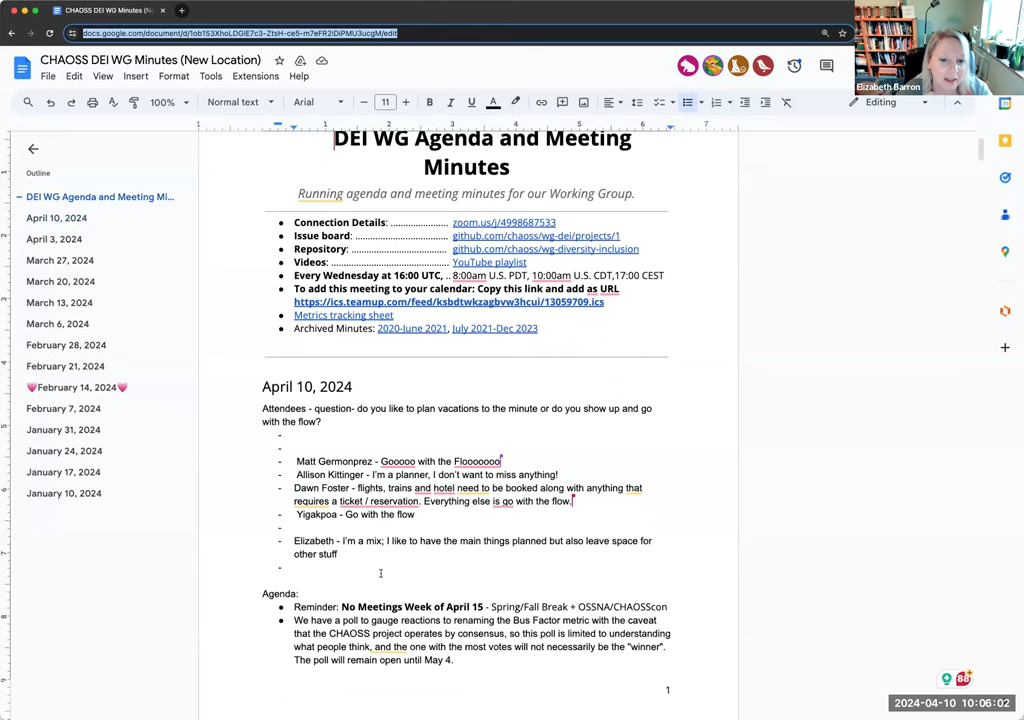 CHAOSS DEI WG Minutes (Ne
docs.google.com/document/d/1ob1S3XhoLDGlE7c3-ZtsH-ce5-m7eFR2iDiPMU3ucgM/edit
Elizabeth Barron
CHAOSS DEI WG Minutes (New Location)
File Edit View Insert Format Tools Extensions Help
100% Normal text Arial 11 B I U A Editing
1 1 2 3 4 5 6 7
Outline
DEI WG Agenda and Meeting Mi...
April 10, 2024
April 3, 2024
March 27, 2024
March 20, 2024
March 13, 2024
March 6, 2024
February 28, 2024
February 21, 2024
💗February 14, 2024💗
February 7, 2024
January 31, 2024
January 24, 2024
January 17, 2024
January 10, 2024
DEI WG Agenda and Meeting
Minutes
Running agenda and meeting minutes for our Working Group.
● Connection Details: ...................... zoom.us/j/4998687533
● Issue board: ................................... github.com/chaoss/wg-dei/projects/1
● Repository: .................................... github.com/chaoss/wg-diversity-inclusion
● Videos: .......................................... YouTube playlist
● Every Wednesday at 16:00 UTC, .. 8:00am U.S. PDT, 10:00am U.S. CDT,17:00 CEST
● To add this meeting to your calendar: Copy this link and add as URL
https://ics.teamup.com/feed/ksbdtwkzagbvw3hcui/13059709.ics
● Metrics tracking sheet
● Archived Minutes: 2020-June 2021, July 2021-Dec 2023
April 10, 2024
Attendees - question- do you like to plan vacations to the minute or do you show up and go
with the flow?
-
-
- Matt Germonprez - Gooooo with the Flooooooo
- Allison Kittinger - I'm a planner, I don't want to miss anything!
- Dawn Foster - flights, trains and hotel need to be booked along with anything that
requires a ticket / reservation. Everything else is go with the flow.
- Yigakpoa - Go with the flow
-
- Elizabeth - I'm a mix; I like to have the main things planned but also leave space for
other stuff
-
Agenda:
● Reminder: No Meetings Week of April 15 - Spring/Fall Break + OSSNA/CHAOSScon
● We have a poll to gauge reactions to renaming the Bus Factor metric with the caveat
that the CHAOSS project operates by consensus, so this poll is limited to understanding
what people think, and the one with the most votes will not necessarily be the "winner".
The poll will remain open until May 4.
1
88
2024-04-10 10:06:02